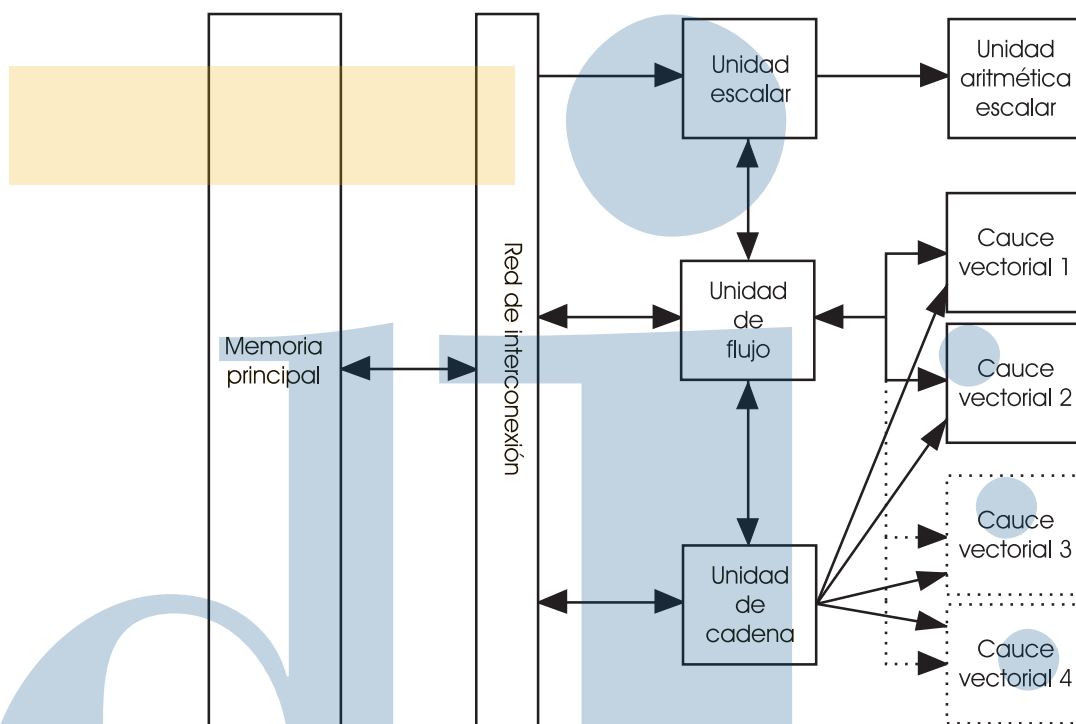 Unidad
escalar
Unidad
aritmética
escalar
Memoria
principal
Red de interconexión
Unidad
de
flujo
Cauce
vectorial 1
Cauce
vectorial 2
Cauce
vectorial 3
Unidad
de
cadena
Cauce
vectorial 4